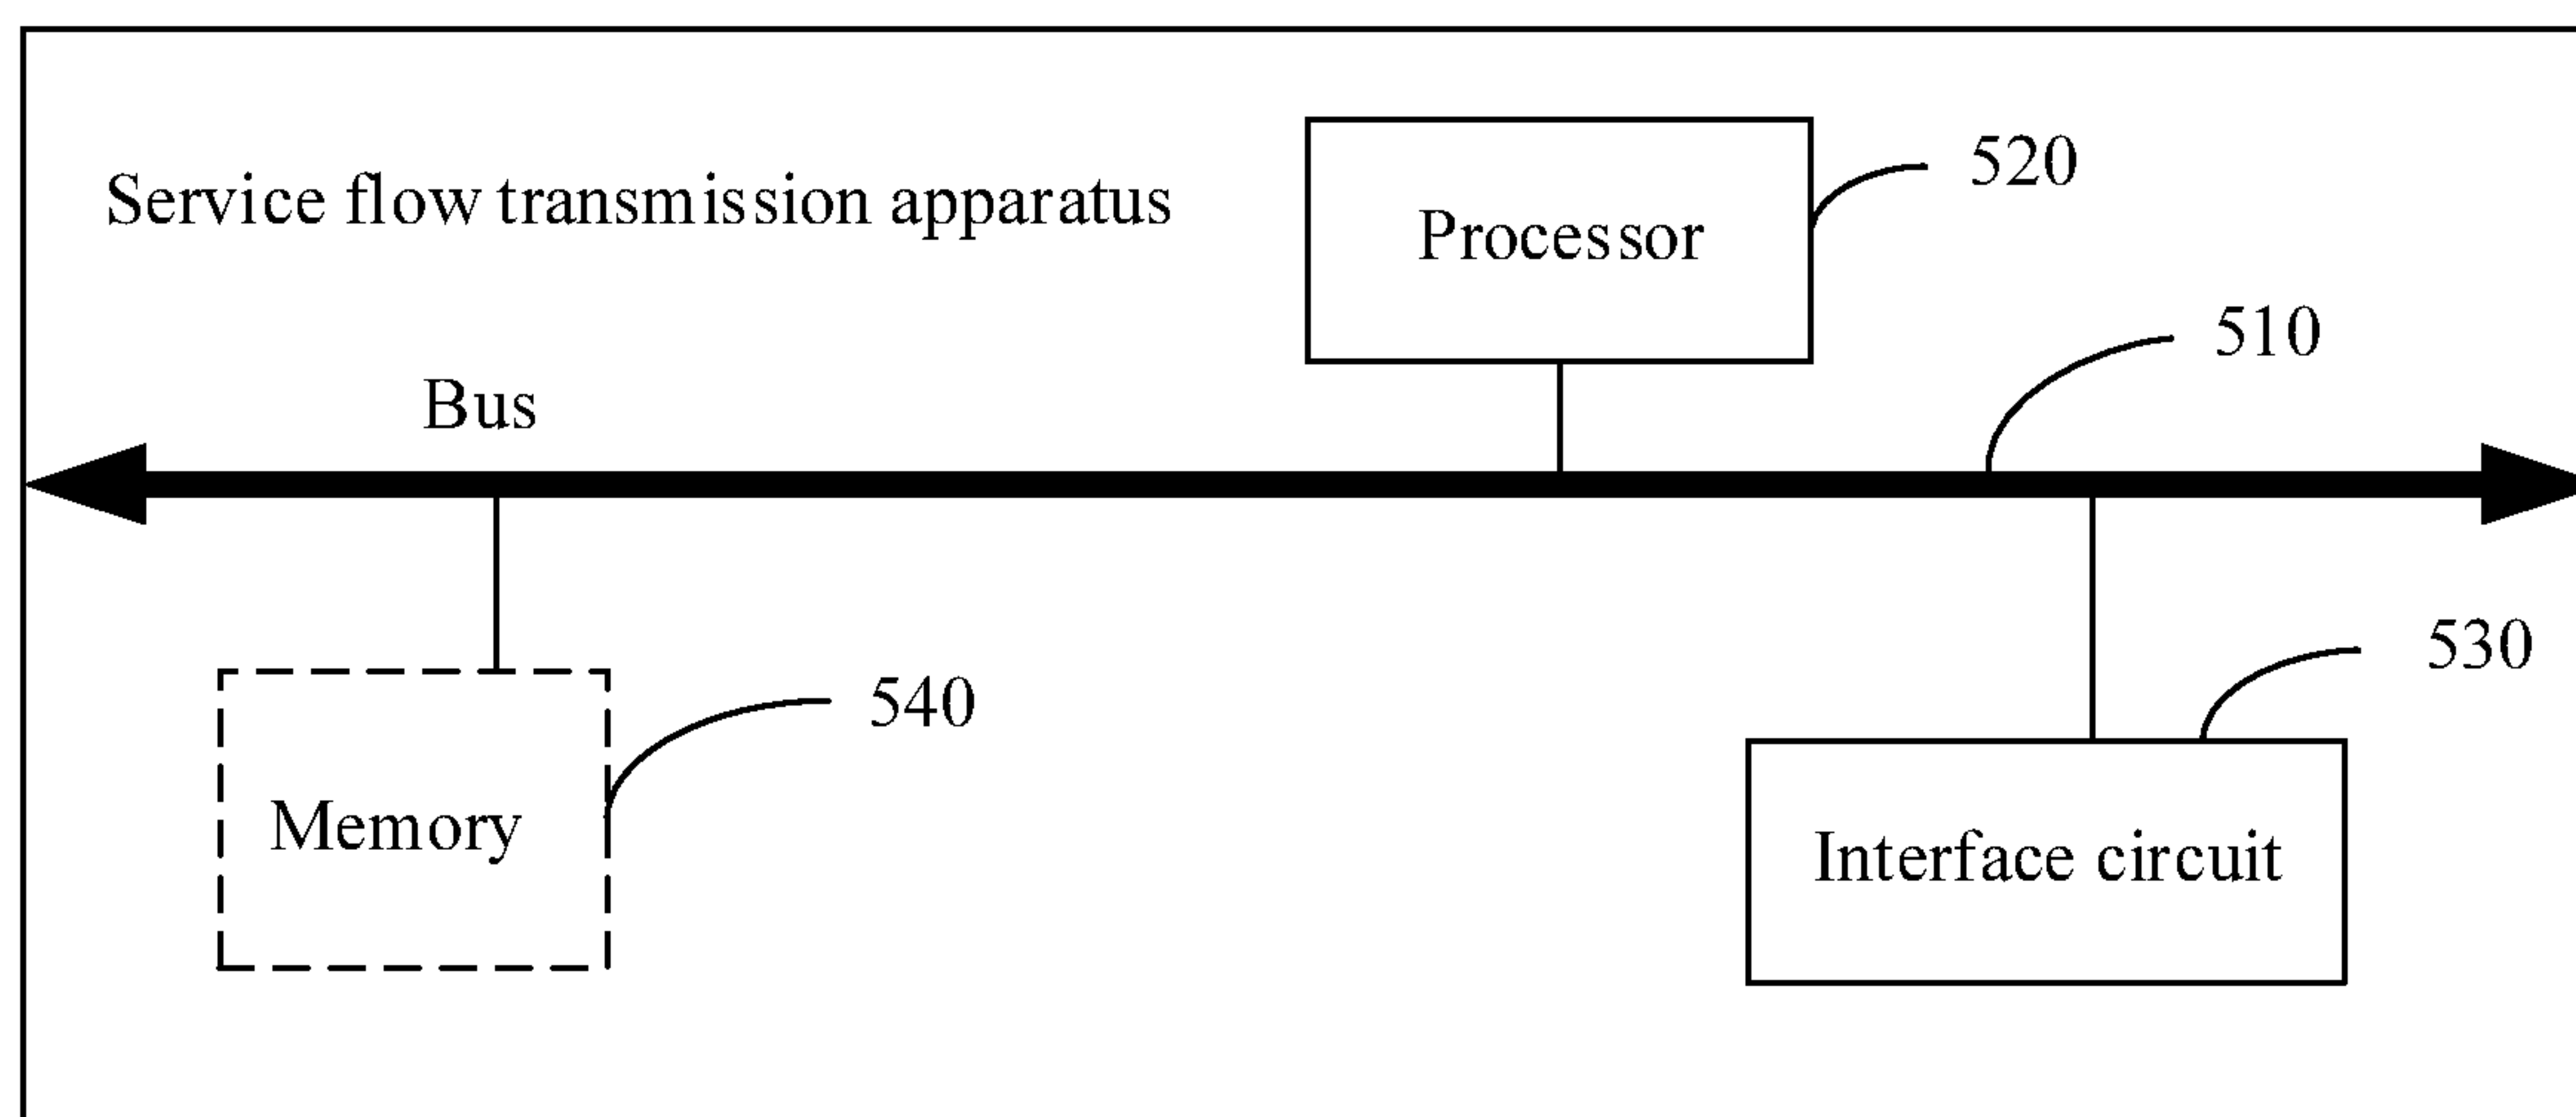 Service flow transmission apparatus
Processor
520
510
Bus
530
540
Memory
Interface circuit